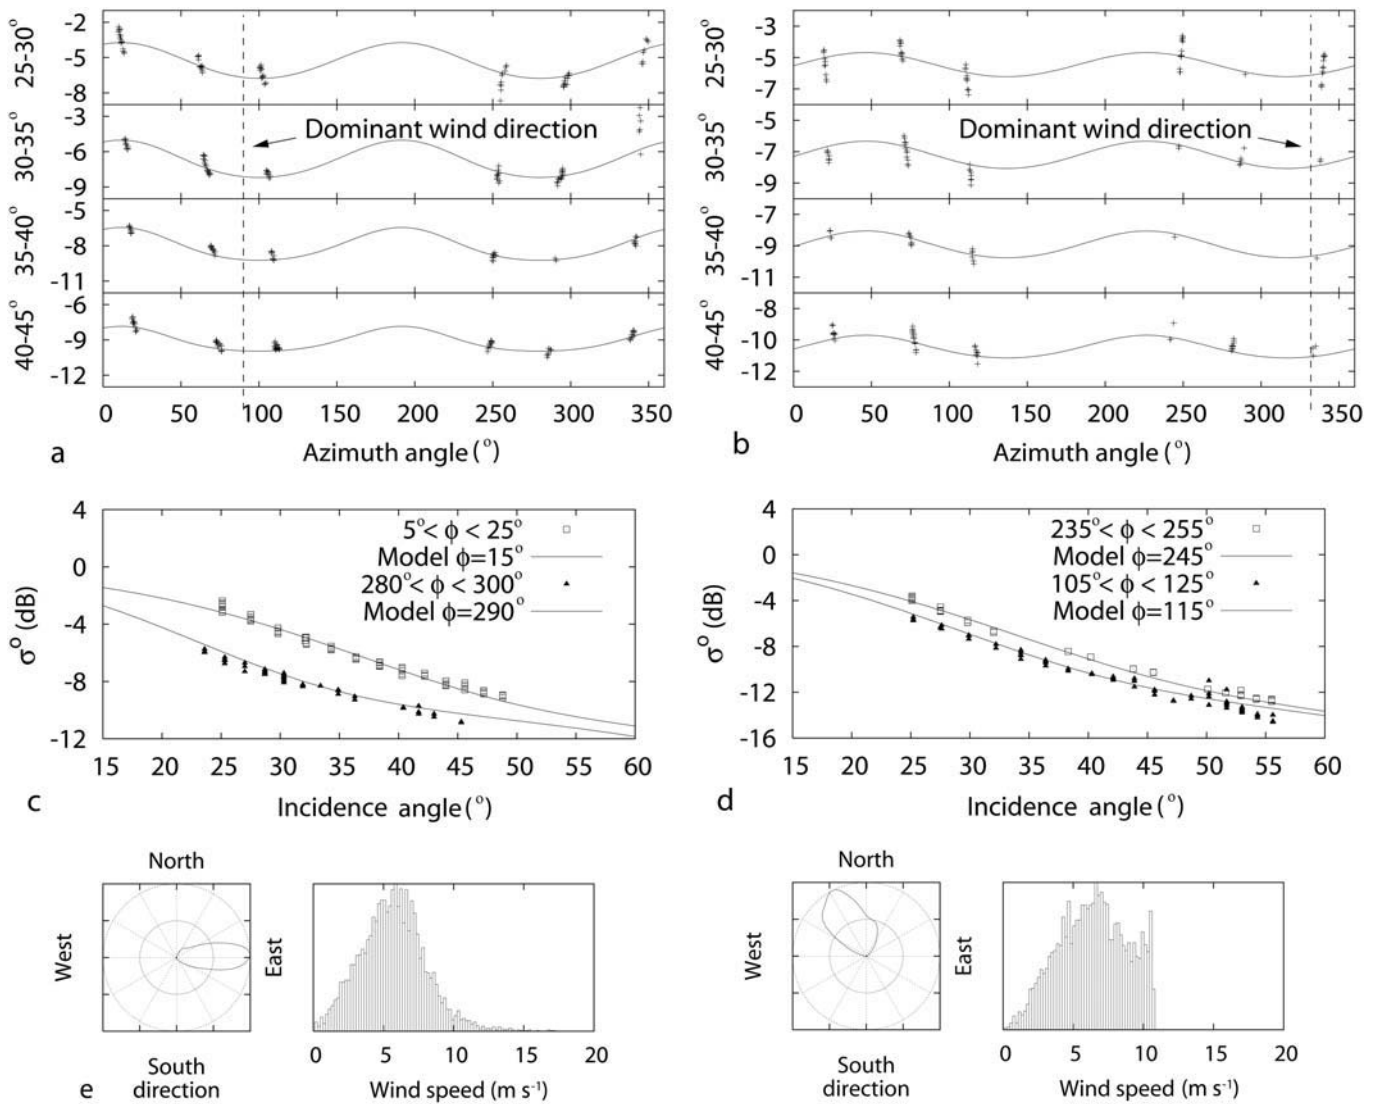 25-30°
-2
-5
-8
30-35°
-3
-6
-9
35-40°
-5
-8
-11
40-45°
-6
-9
-12
Dominant wind direction
0 50 100 150 200 250 300 350
Azimuth angle (°)
a
25-30°
-3
-5
-7
30-35°
-5
-7
-9
35-40°
-7
-9
-11
40-45°
-8
-10
-12
Dominant wind direction
0 50 100 150 200 250 300 350
Azimuth angle (°)
b
σ° (dB)
4
0
-4
-8
-12
5°< ϕ < 25°
Model ϕ=15°
280°< ϕ < 300°
Model ϕ=290°
15 20 25 30 35 40 45 50 55 60
Incidence angle (°)
c
σ° (dB)
4
0
-4
-8
-12
-16
235°< ϕ < 255°
Model ϕ=245°
105°< ϕ < 125°
Model ϕ=115°
15 20 25 30 35 40 45 50 55 60
Incidence angle (°)
d
North
West
East
South
direction
0 5 10 15 20
Wind speed (m s⁻¹)
e
North
West
East
South
direction
0 5 10 15 20
Wind speed (m s⁻¹)